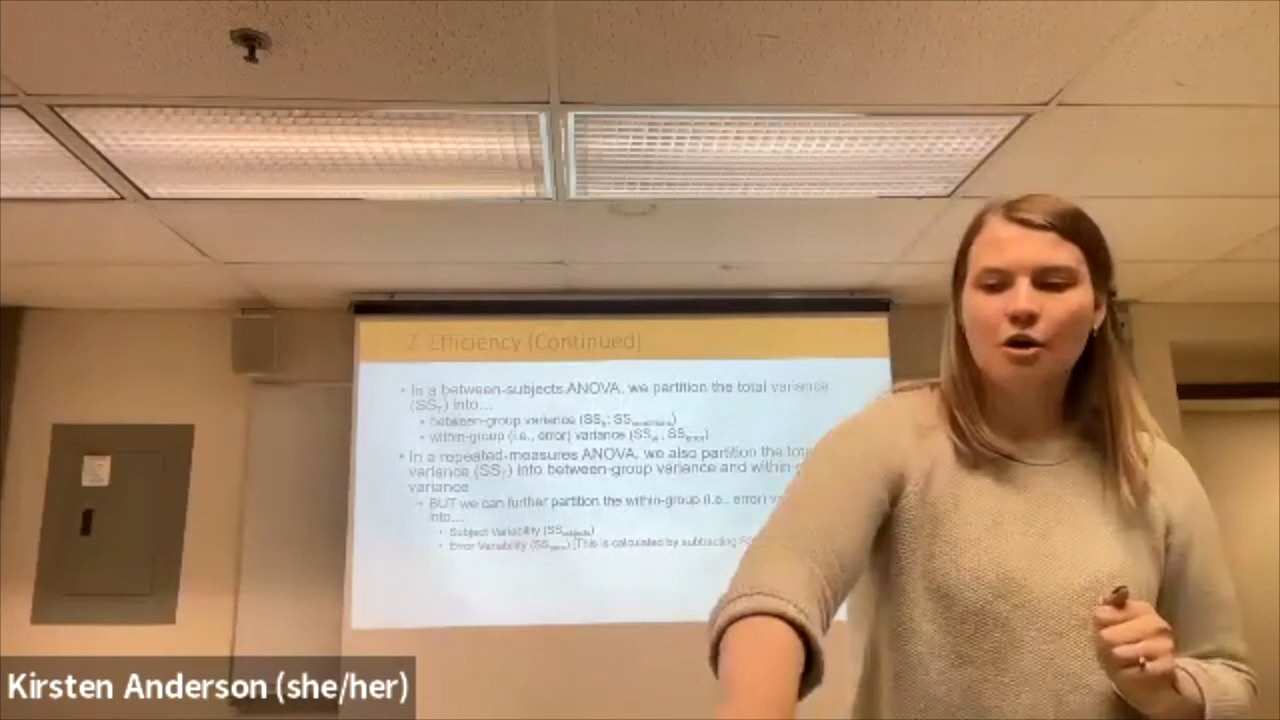 2. Efficiency (Continued)
• In a between-subjects ANOVA, we partition the total variance
(SST) into…
• between-group variance (SSb; SS
• within-group (i.e., error) variance (SSw; SSerror)
• In a repeated-measures ANOVA, we also partition the total
variance (SST) into between-group variance and within-
variance
• BUT we can further partition the within-group (i.e., error)
into…
• Subject Variability (SSsubjects)
• Error Variability (SSerror) [This is calculated by subtracting
Kirsten Anderson (she/her)